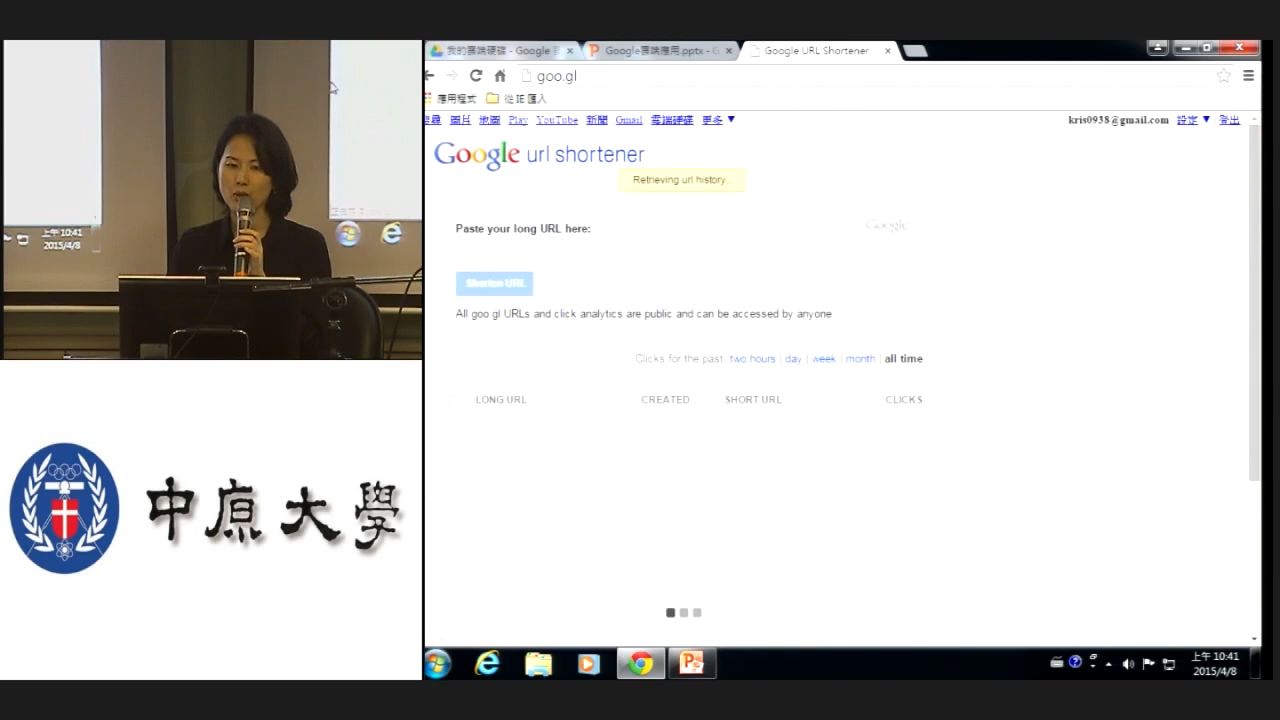 上午 10:41
2015/4/8
中原大學
我的雲端硬碟 - Google
Google雲端應用.pptx - G
Google URL Shortener
goo.gl
應用程式 從 IE 匯入
圖片 地圖 Play YouTube 新聞 Gmail 雲端硬碟 更多 ▼
kris0938@gmail.com 設定 ▼ 登出
Google url shortener
Retrieving url history...
Paste your long URL here:
Google
Shorten URL
All goo.gl URLs and click analytics are public and can be accessed by anyone
Clicks for the past: two hours | day | week | month | all time
LONG URL CREATED SHORT URL CLICKS
上午 10:41
2015/4/8